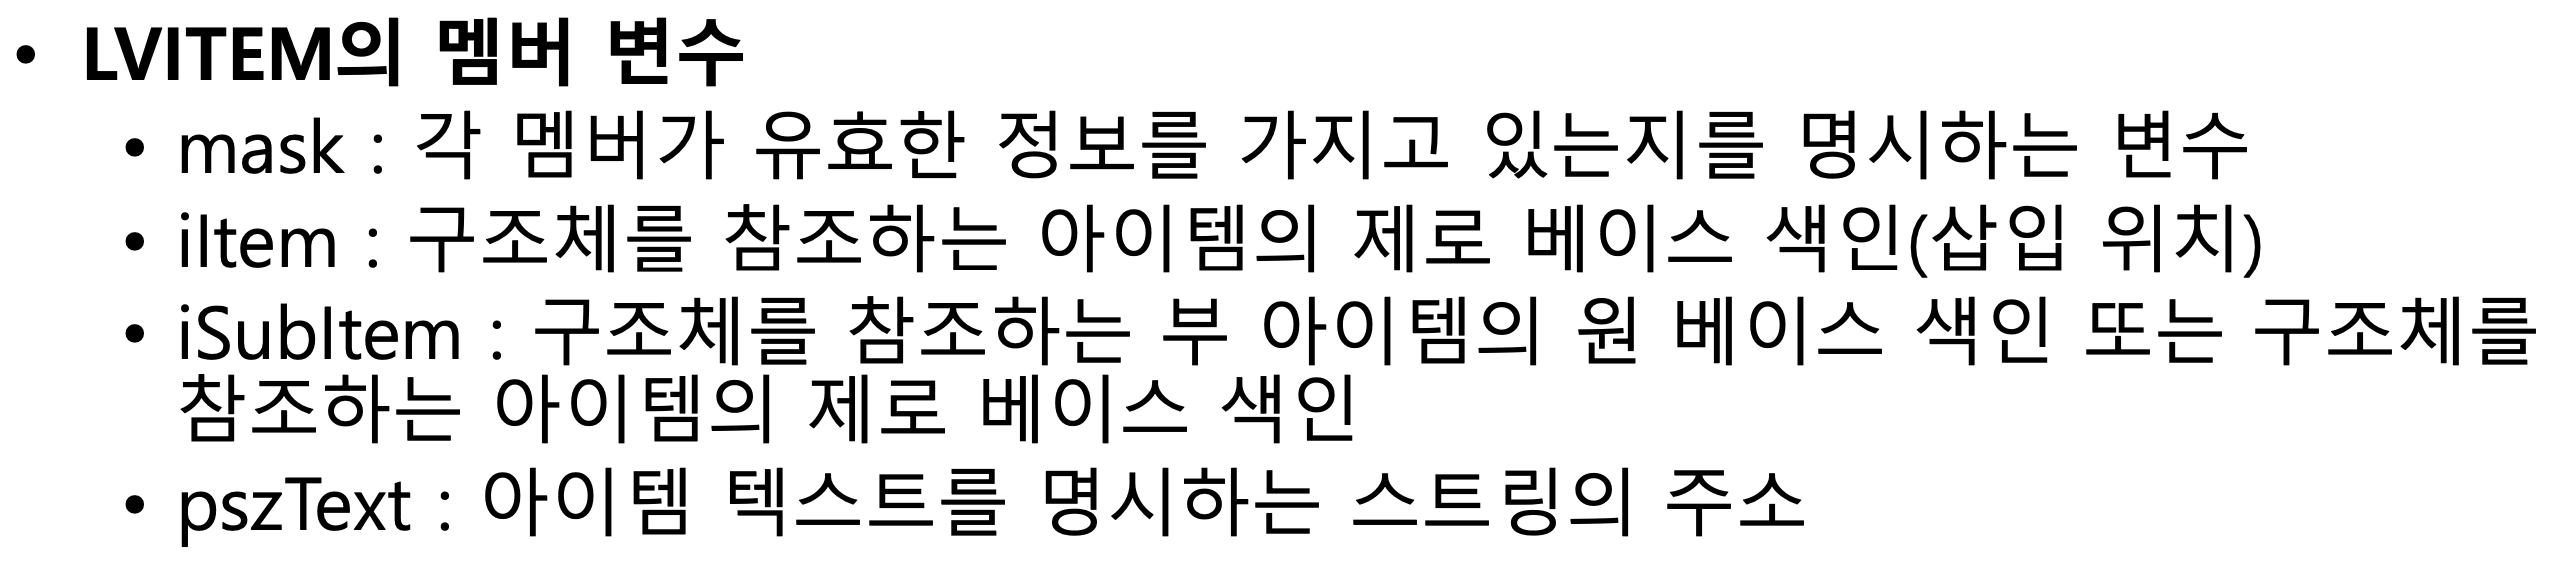 • LVITEM의 멤버 변수
• mask : 각 멤버가 유효한 정보를 가지고 있는지를 명시하는 변수
• iItem : 구조체를 참조하는 아이템의 제로 베이스 색인(삽입 위치)
• iSubItem : 구조체를 참조하는 부 아이템의 원 베이스 색인 또는 구조체를
참조하는 아이템의 제로 베이스 색인
• pszText : 아이템 텍스트를 명시하는 스트링의 주소